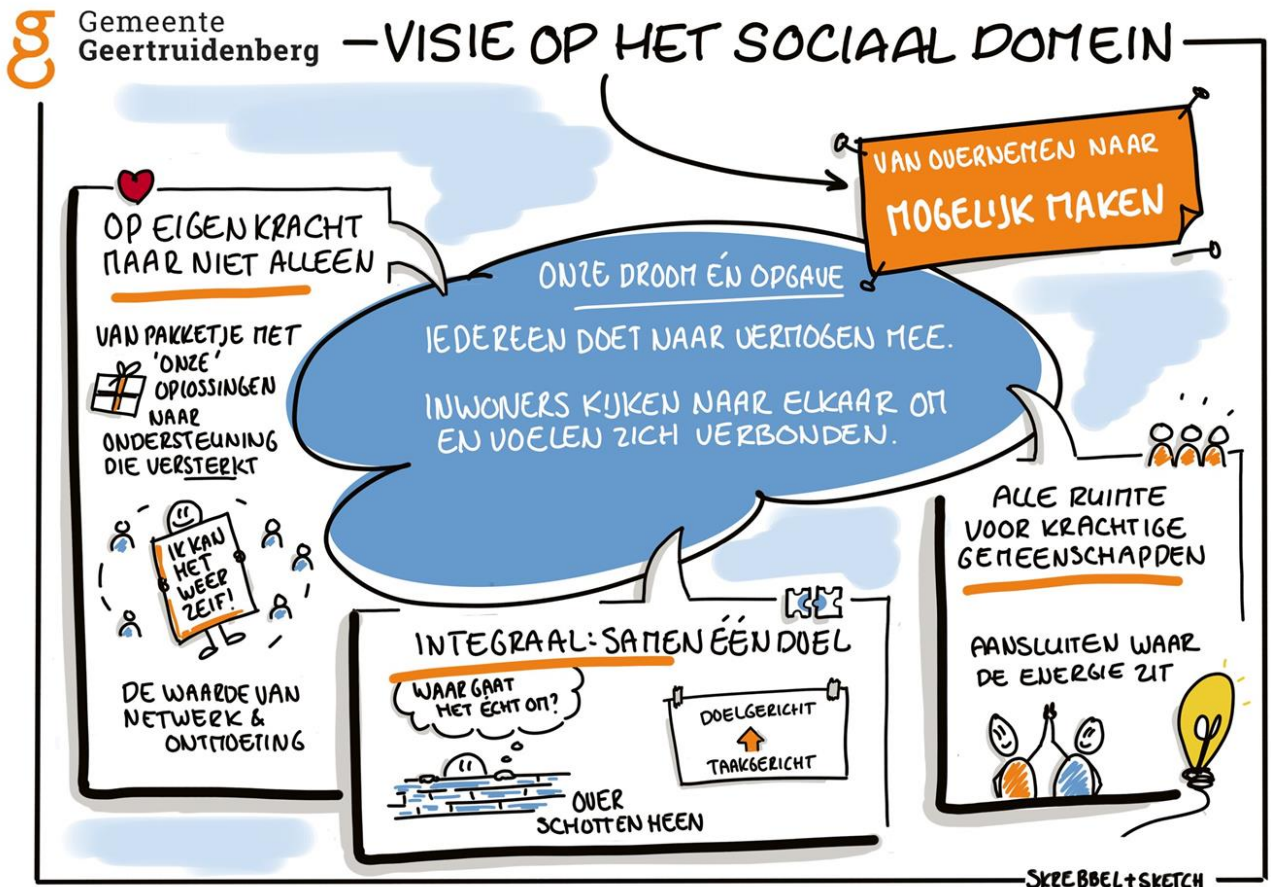 Gemeente
Geertruidenberg
VISIE OP HET SOCIAAL DOMEIN
VAN OVERNEMEN NAAR
MOGELIJK MAKEN
OP EIGEN KRACHT
MAAR NIET ALLEEN
VAN PAKKETJE MET
'ONZE'
OPLOSSINGEN
NAAR
ONDERSTEUNING
DIE VERSTERKT
IK KAN
HET
WEER
ZELF!
DE WAARDE VAN
NETWERK &
ONTMOETING
ONZE DROOM ÉN OPGAVE
IEDEREEN DOET NAAR VERMOGEN MEE.
INWONERS KIJKEN NAAR ELKAAR OM
EN VOELEN ZICH VERBONDEN.
INTEGRAAL: SAMEN ÉÉN DOEL
WAAR GAAT
HET ÉCHT OM?
OVER
SCHOTTEN HEEN
DOELGERICHT
TAAKGERICHT
ALLE RUIMTE
VOOR KRACHTIGE
GEMEENSCHAPPEN
AANSLUITEN WAAR
DE ENERGIE ZIT
SKREBBEL+SKETCH